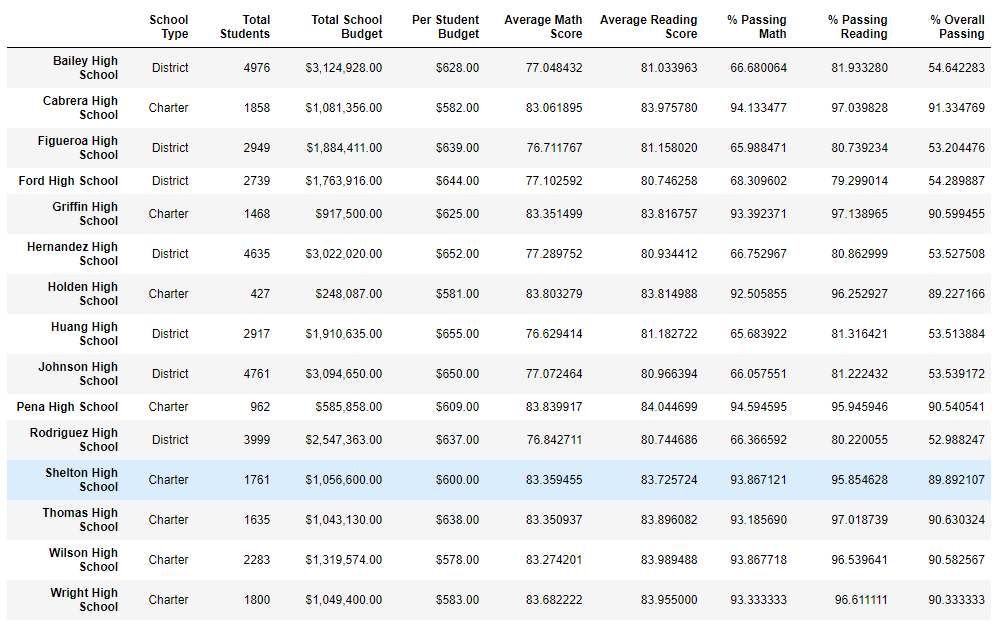 School Type Total Students Total School Budget Per Student Budget Average Math Score Average Reading Score % Passing Math % Passing Reading % Overall Passing
Bailey High School District 4976 $3,124,928.00 $628.00 77.048432 81.033963 66.680064 81.933280 54.642283
Cabrera High School Charter 1858 $1,081,356.00 $582.00 83.061895 83.975780 94.133477 97.039828 91.334769
Figueroa High School District 2949 $1,884,411.00 $639.00 76.711767 81.158020 65.988471 80.739234 53.204476
Ford High School District 2739 $1,763,916.00 $644.00 77.102592 80.746258 68.309602 79.299014 54.289887
Griffin High School Charter 1468 $917,500.00 $625.00 83.351499 83.816757 93.392371 97.138965 90.599455
Hernandez High School District 4635 $3,022,020.00 $652.00 77.289752 80.934412 66.752967 80.862999 53.527508
Holden High School Charter 427 $248,087.00 $581.00 83.803279 83.814988 92.505855 96.252927 89.227166
Huang High School District 2917 $1,910,635.00 $655.00 76.629414 81.182722 65.683922 81.316421 53.513884
Johnson High School District 4761 $3,094,650.00 $650.00 77.072464 80.966394 66.057551 81.222432 53.539172
Pena High School Charter 962 $585,858.00 $609.00 83.839917 84.044699 94.594595 95.945946 90.540541
Rodriguez High School District 3999 $2,547,363.00 $637.00 76.842711 80.744686 66.366592 80.220055 52.988247
Shelton High School Charter 1761 $1,056,600.00 $600.00 83.359455 83.725724 93.867121 95.854628 89.892107
Thomas High School Charter 1635 $1,043,130.00 $638.00 83.350937 83.896082 93.185690 97.018739 90.630324
Wilson High School Charter 2283 $1,319,574.00 $578.00 83.274201 83.989488 93.867718 96.539641 90.582567
Wright High School Charter 1800 $1,049,400.00 $583.00 83.682222 83.955000 93.333333 96.611111 90.333333